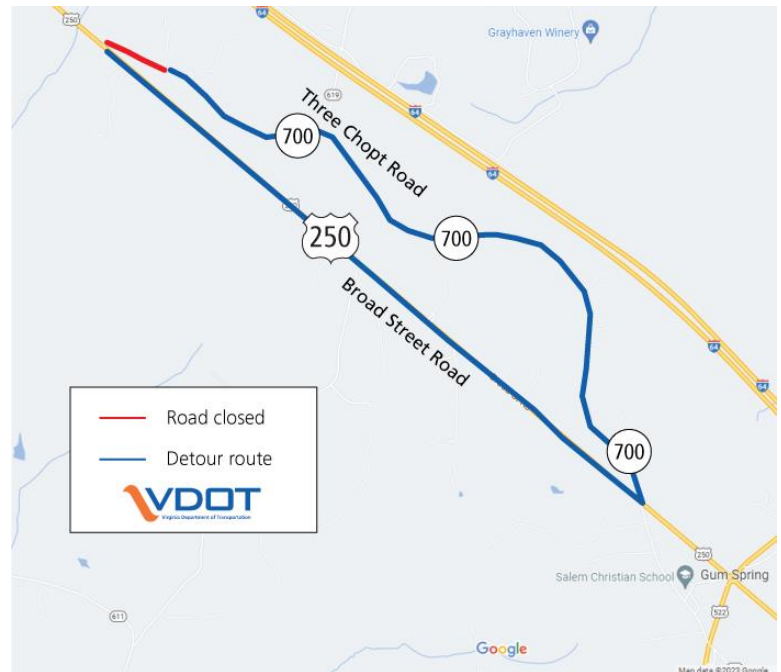 250
64
Grayhaven Winery
619
64
Three Chopt Road
700
64
700
250
Broad Street Road
64
700
Road closed
Detour route
VDOT
Virginia Department of Transportation
250
Salem Christian School
Gum Spring
611
522
Google
Map data ©2023 Google